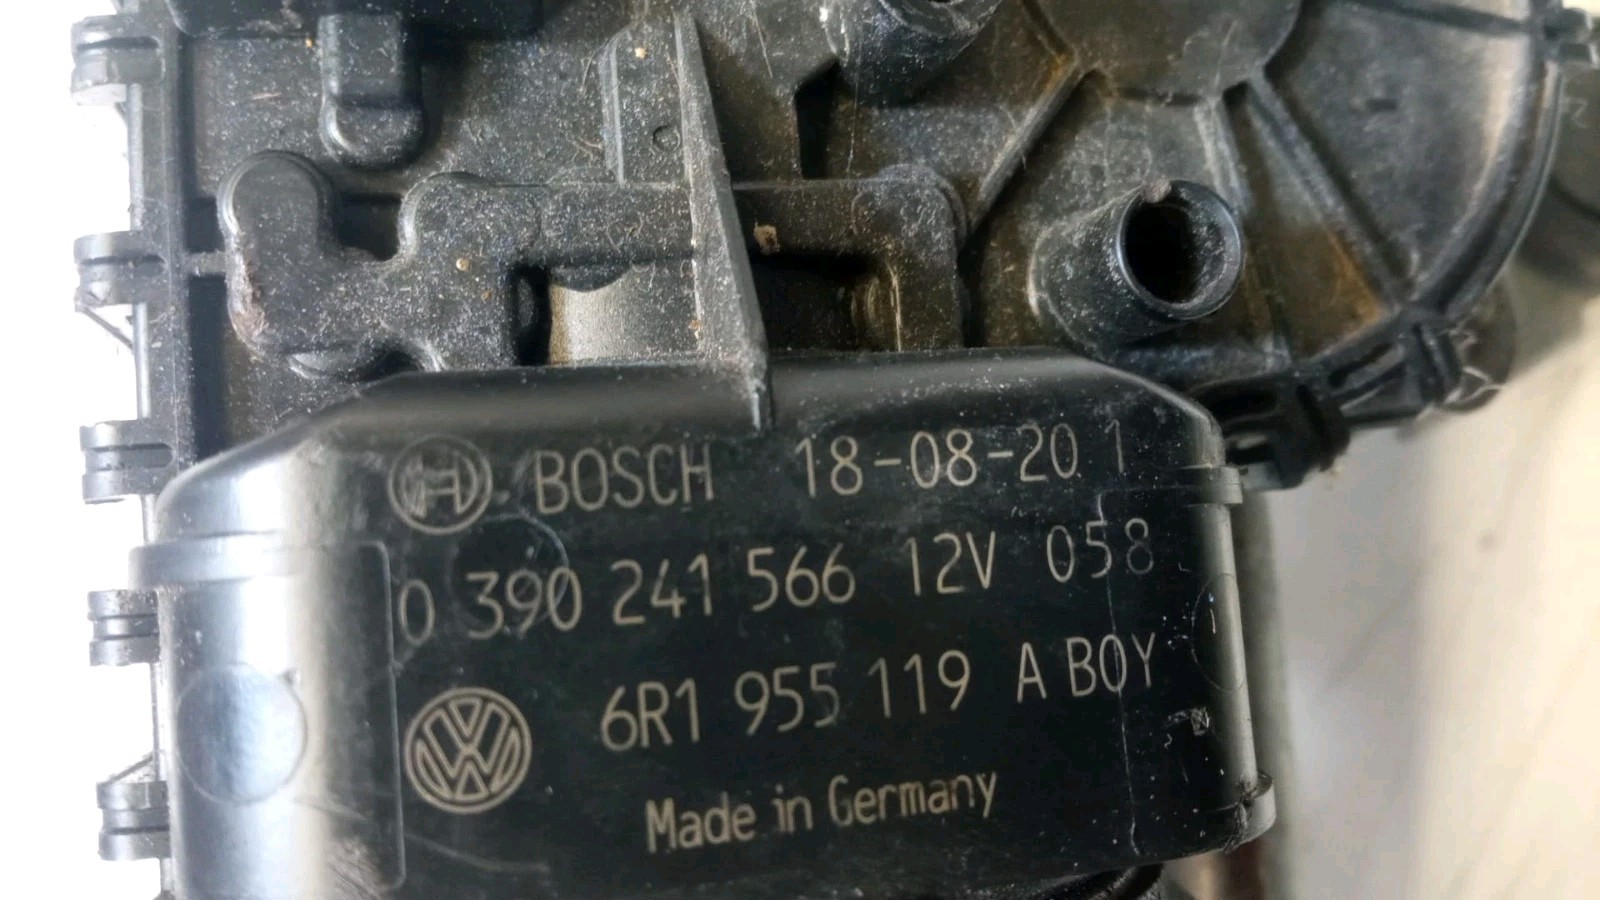 BOSCH 18-08-20 1
0 390 241 566 12V 058
6R1 955 119 A BOY
Made in Germany